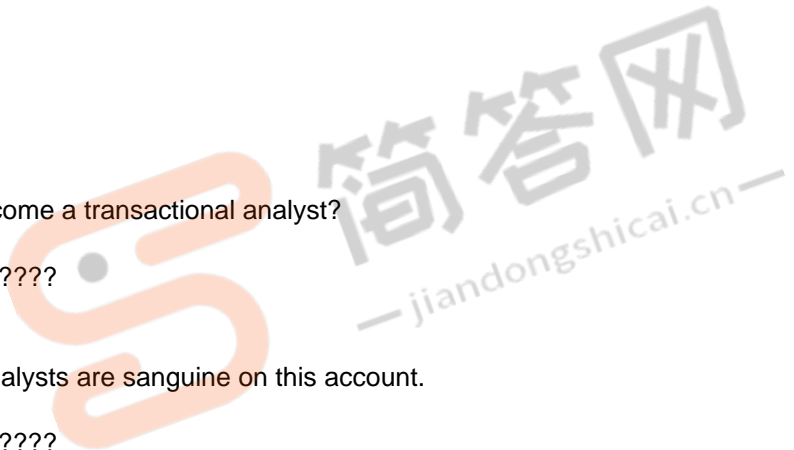 come a transactional analyst?
????
alysts are sanguine on this account.
????
简答网
jiandongshicai.cn